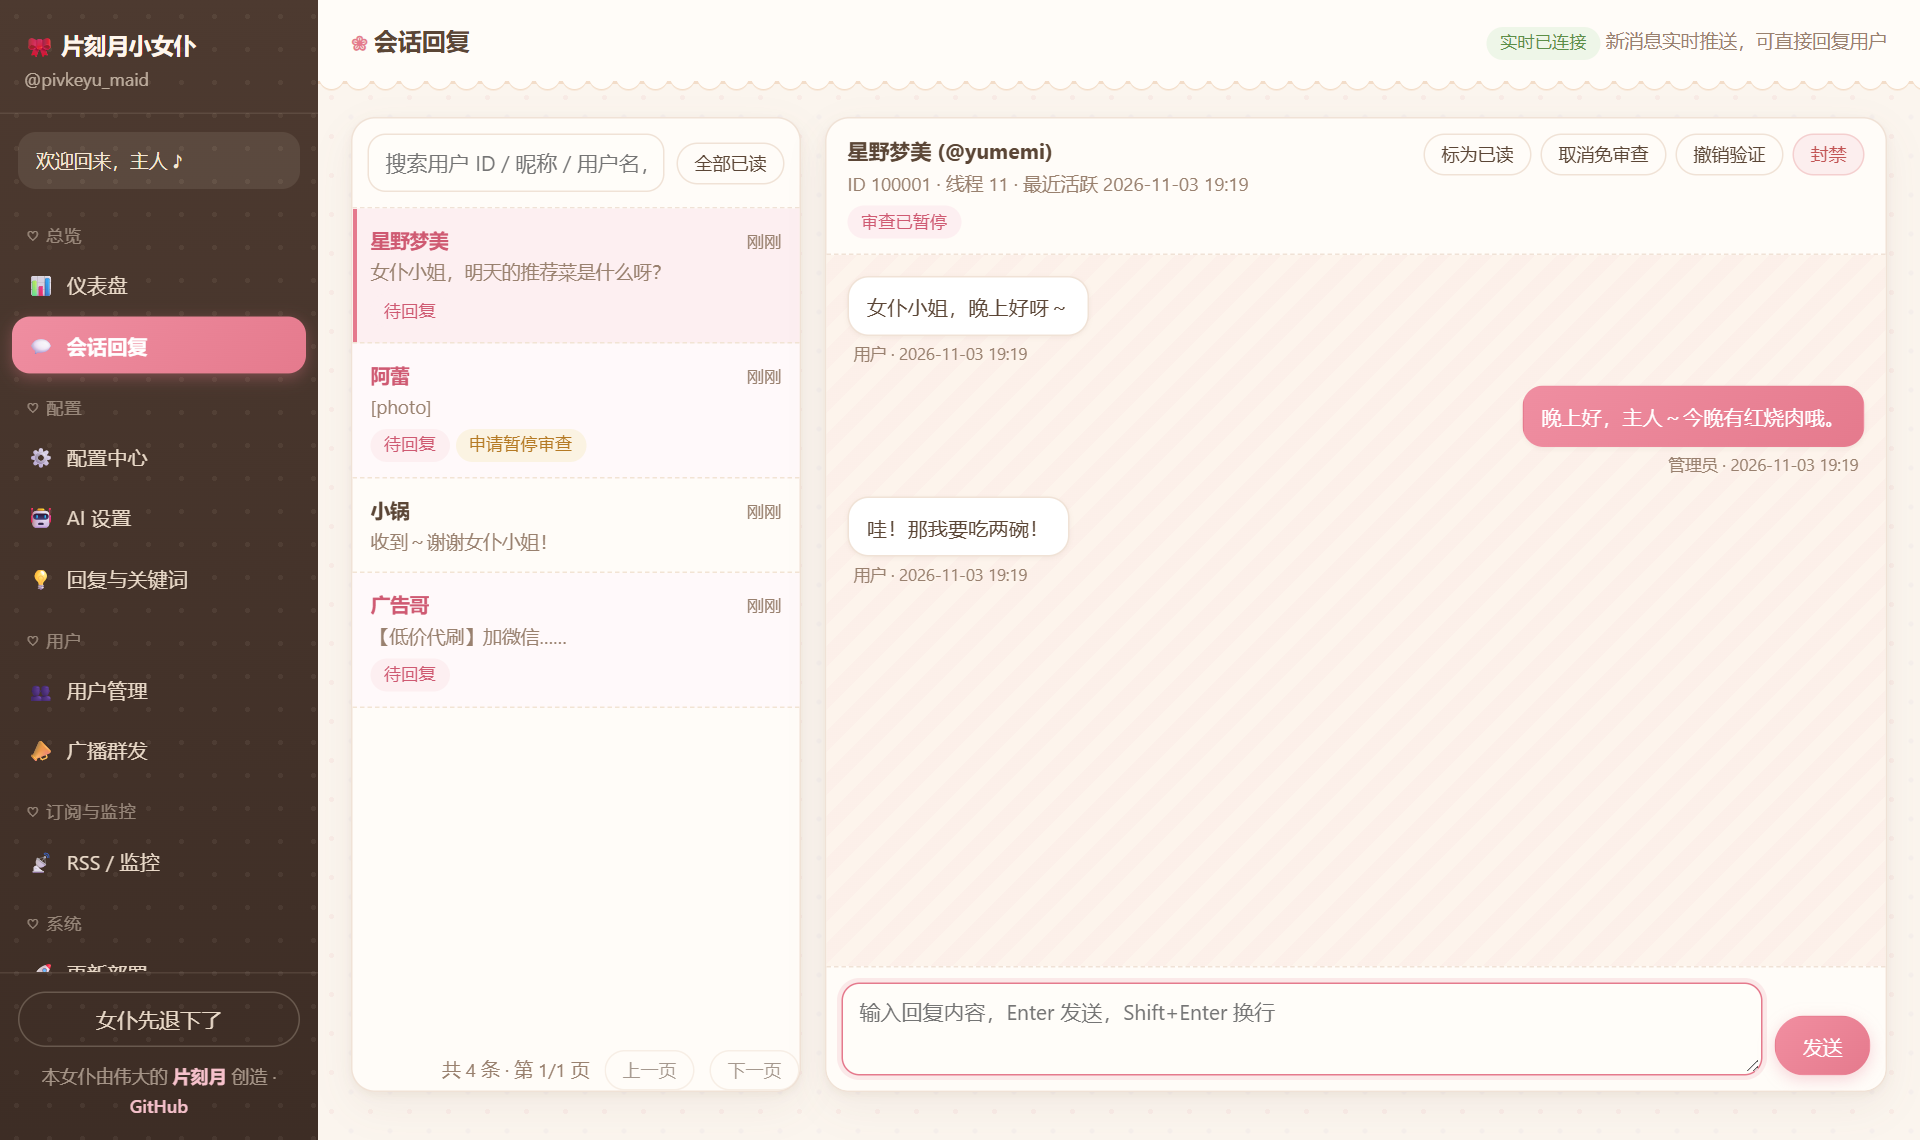 片刻月小女仆
@pivkeyu_maid
欢迎回来，主人♪
♡ 总览
仪表盘
会话回复
♡ 配置
配置中心
AI 设置
回复与关键词
♡ 用户
用户管理
广播群发
♡ 订阅与监控
RSS / 监控
♡ 系统
更新部署
女仆先退下了
本女仆由伟大的 片刻月 创造 ·
GitHub
会话回复
实时已连接 新消息实时推送，可直接回复用户
搜索用户 ID / 昵称 / 用户名，
全部已读
星野梦美 刚刚
女仆小姐，明天的推荐菜是什么呀?
待回复
阿蕾 刚刚
[photo]
待回复 申请暂停审查
小锅 刚刚
收到～谢谢女仆小姐！
广告哥 刚刚
【低价代刷】加微信......
待回复
共 4 条 · 第 1/1 页 上一页 下一页
星野梦美 (@yumemi)
ID 100001 · 线程 11 · 最近活跃 2026-11-03 19:19
审查已暂停
标为已读 取消免审查 撤销验证 封禁
女仆小姐，晚上好呀～
用户 · 2026-11-03 19:19
晚上好，主人～今晚有红烧肉哦。
管理员 · 2026-11-03 19:19
哇！那我要吃两碗！
用户 · 2026-11-03 19:19
输入回复内容，Enter 发送，Shift+Enter 换行
发送